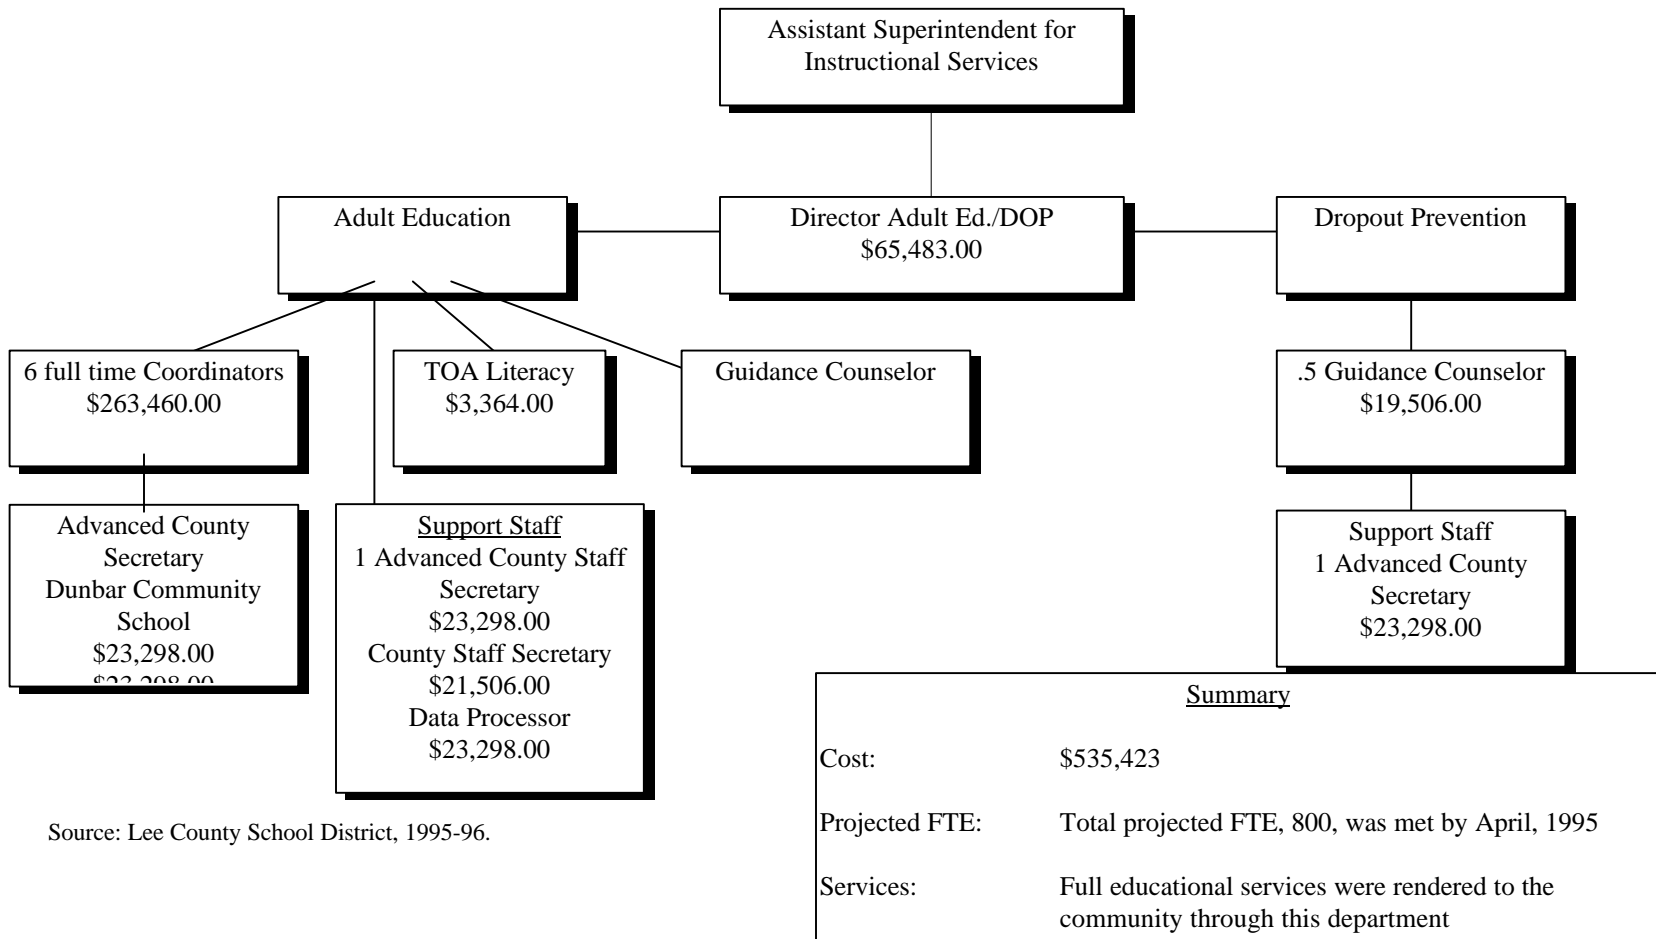 Assistant Superintendent for
Instructional Services
Adult Education
Director Adult Ed./DOP
$65,483.00
Dropout Prevention
6 full time Coordinators
$263,460.00
TOA Literacy
$3,364.00
Guidance Counselor
.5 Guidance Counselor
$19,506.00
Advanced County
Secretary
Dunbar Community
School
$23,298.00
$23,298.00
Support Staff
1 Advanced County Staff
Secretary
$23,298.00
County Staff Secretary
$21,506.00
Data Processor
$23,298.00
Support Staff
1 Advanced County
Secretary
$23,298.00
Summary
Cost: $535,423
Projected FTE: Total projected FTE, 800, was met by April, 1995
Services: Full educational services were rendered to the
community through this department
Source: Lee County School District, 1995-96.